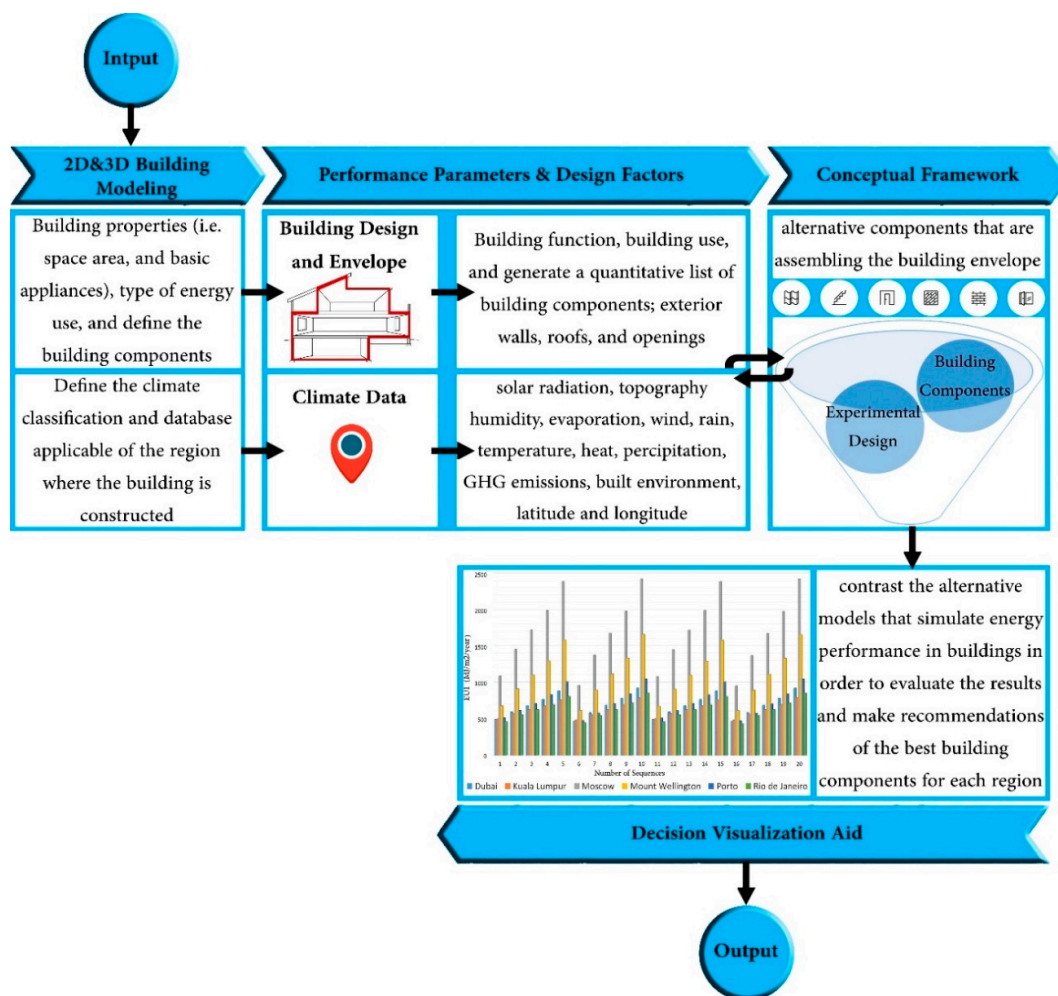 Intput
2D&3D Building
Modeling
Performance Parameters & Design Factors
Conceptual Framework
Building properties (i.e.
space area, and basic
appliances), type of energy
use, and define the
building components
Building Design
and Envelope
Building function, building use,
and generate a quantitative list of
building components; exterior
walls, roofs, and openings
alternative components that are
assembling the building envelope
Building
Components
Experimental
Design
Define the climate
classification and database
applicable of the region
where the building is
constructed
Climate Data
solar radiation, topography
humidity, evaporation, wind, rain,
temperature, heat, percipitation,
GHG emissions, built environment,
latitude and longitude
EUI (MJ/m2/year)
2500
2000
1500
1000
500
0
1 2 3 4 5 6 7 8 9 10 11 12 13 14 15 16 17 18 19 20
Number of Sequences
Dubai Kuala Lumpur Moscow Mount Wellington Porto Rio de Janeiro
contrast the alternative
models that simulate energy
performance in buildings in
order to evaluate the results
and make recommendations
of the best building
components for each region
Decision Visualization Aid
Output